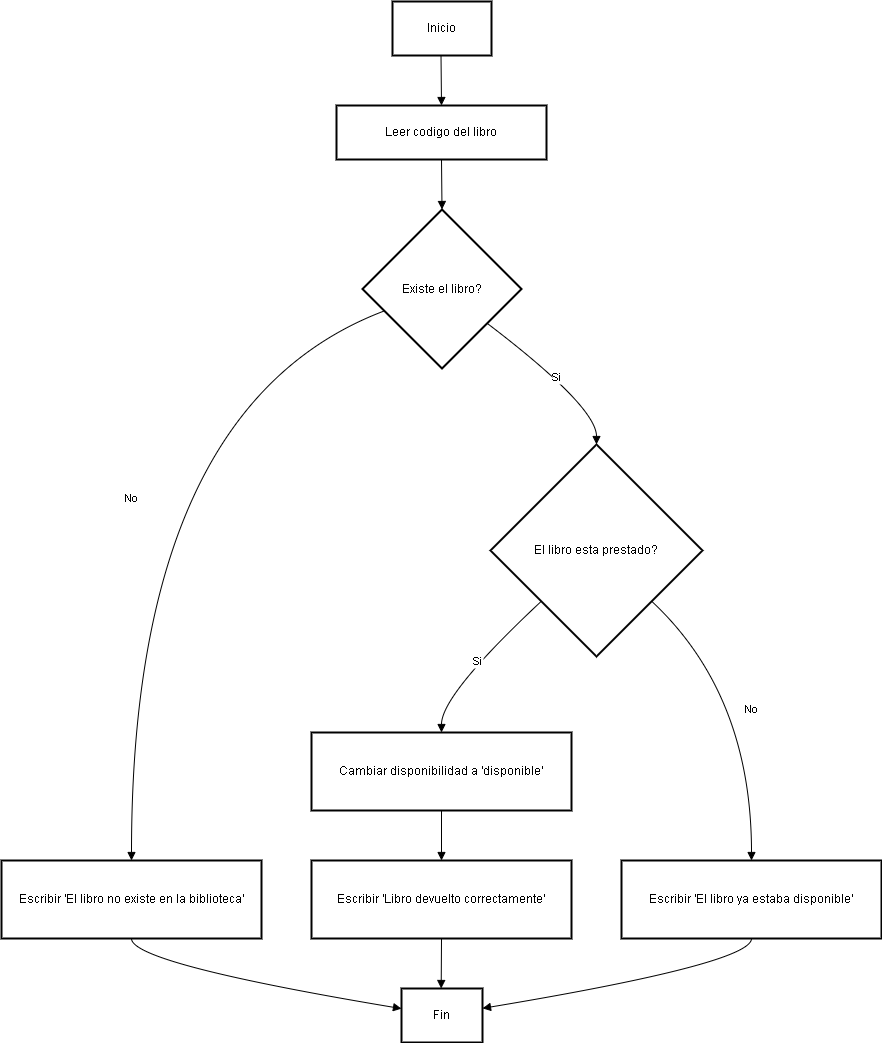 Inicio
Leer codigo del libro
Existe el libro?
Si
No
El libro esta prestado?
Si
No
Cambiar disponibilidad a 'disponible'
Escribir 'El libro no existe en la biblioteca'
Escribir 'Libro devuelto correctamente'
Escribir 'El libro ya estaba disponible'
Fin